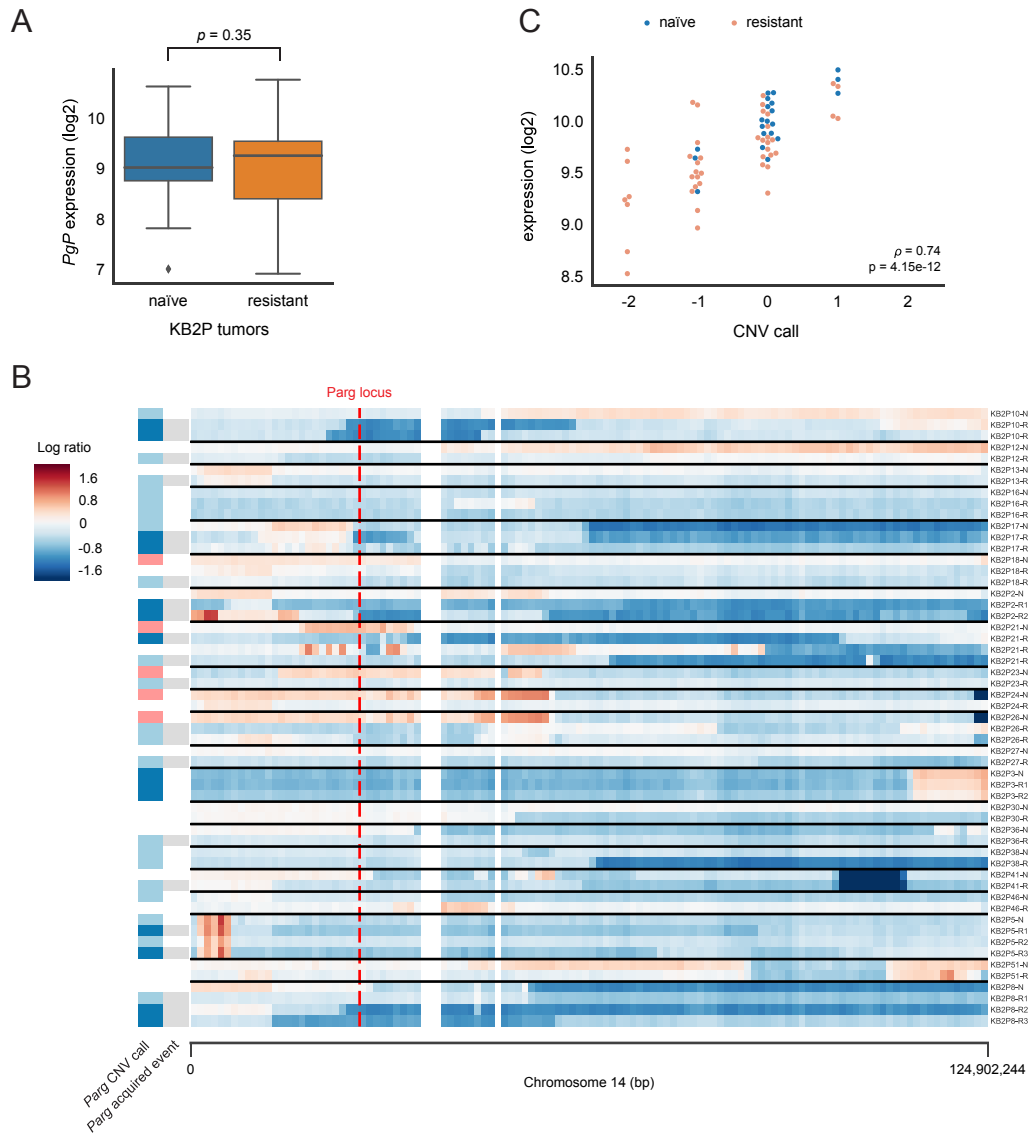 A
p = 0.35
PgP expression (log2)
10
9
8
7
naïve
resistant
KB2P tumors
C
naïve
resistant
expression (log2)
10.5
10.0
9.5
9.0
8.5
ρ 0.74
p = 4.15e-12
-2
-1
0
1
2
CNV call
B
Parg locus
Log ratio
1.6
0.8
0
-0.8
-1.6
KB2P10-N
KB2P10-R
KB2P10-R
KB2P12-N
KB2P12-R
KB2P13-N
KB2P13-R
KB2P16-N
KB2P16-R
KB2P16-R
KB2P17-N
KB2P17-R
KB2P17-R
KB2P18-N
KB2P18-R
KB2P18-R
KB2P2-N
KB2P2-R1
KB2P2-R2
KB2P21-N
KB2P21-R
KB2P21-R
KB2P21-R
KB2P23-N
KB2P23-R
KB2P24-N
KB2P24-R
KB2P26-N
KB2P26-R
KB2P26-R
KB2P27-N
KB2P27-R
KB2P3-N
KB2P3-R1
KB2P3-R2
KB2P30-N
KB2P30-R
KB2P36-N
KB2P36-R
KB2P38-N
KB2P38-R
KB2P41-N
KB2P41-R
KB2P46-N
KB2P46-R
KB2P5-N
KB2P5-R1
KB2P5-R2
KB2P5-R3
KB2P51-N
KB2P51-R
KB2P8-N
KB2P8-R1
KB2P8-R2
KB2P8-R3
Parg CNV call
Parg acquired event
0
Chromosome 14 (bp)
124,902,244